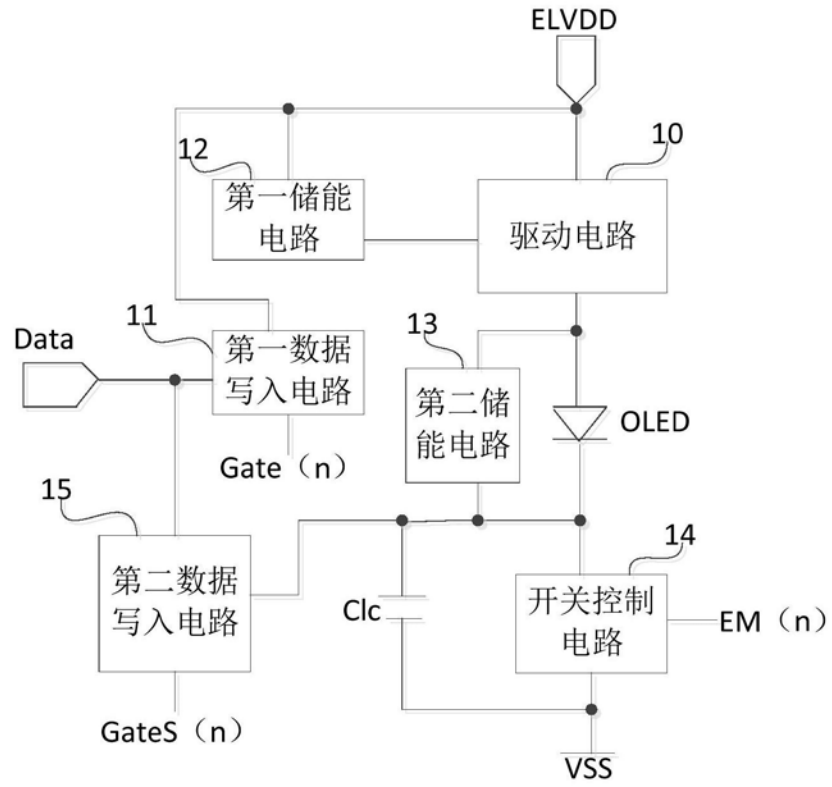 ELVDD
10
12
第一储能
电路
驱动电路
11
13
Data
第一数据
写入电路
第二储
能电路
OLED
Gate（n）
15
14
第二数据
写入电路
Clc
开关控制
电路
EM（n）
GateS（n）
VSS